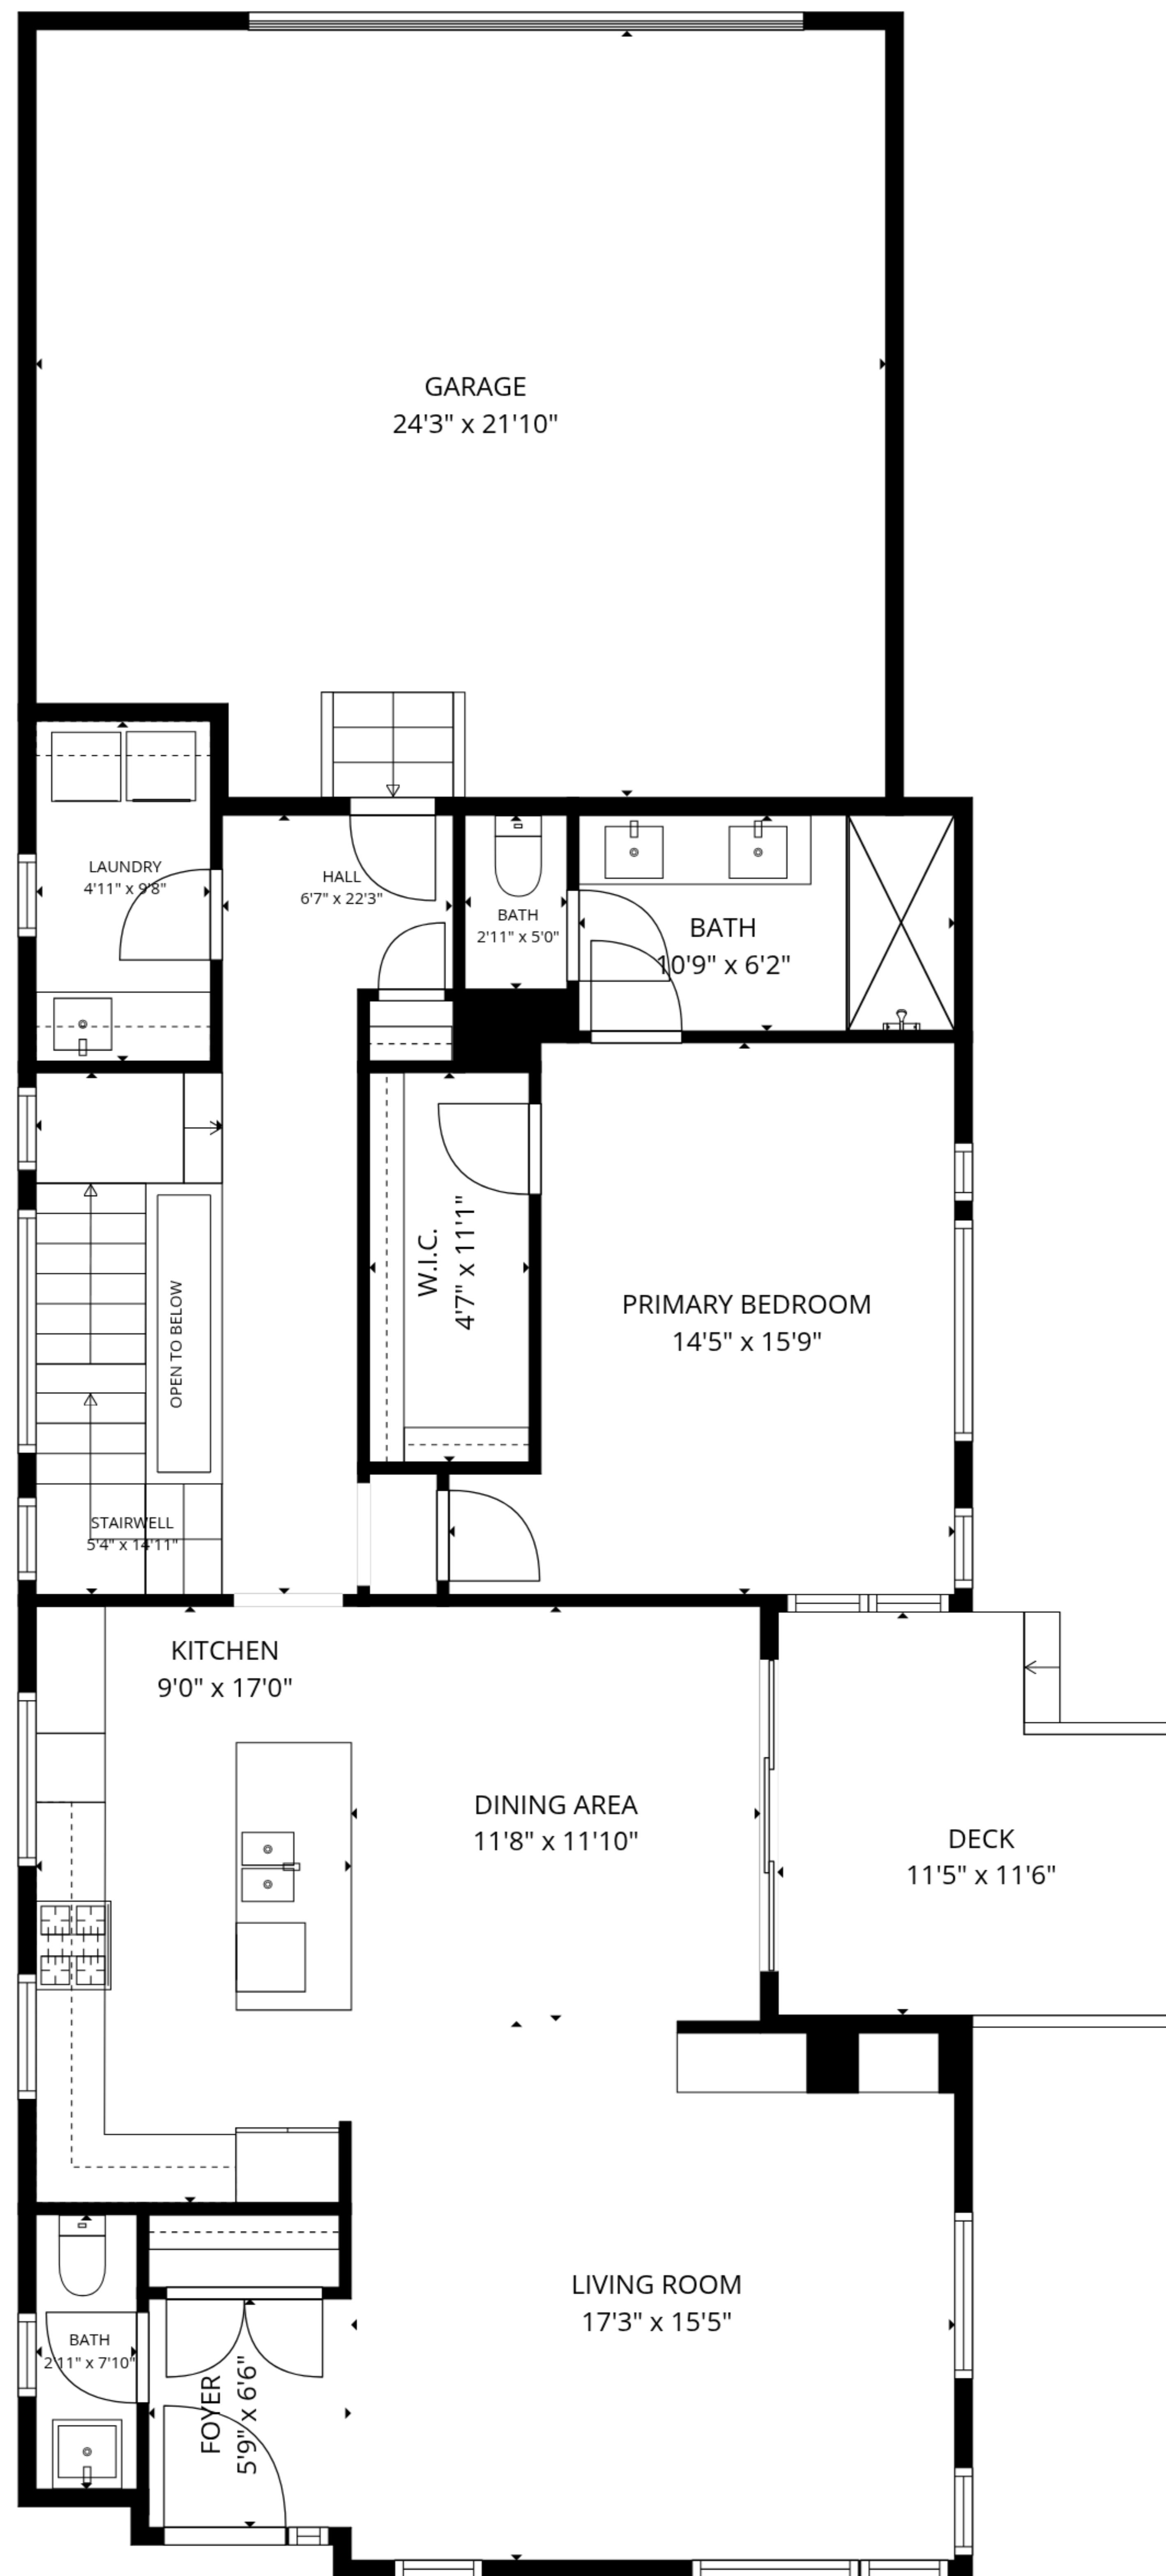 GARAGE
24'3" x 21'10"
LAUNDRY
4'11" x 9'8"
HALL
6'7" x 22'3"
BATH
2'11" x 5'0"
BATH
10'9" x 6'2"
W.I.C.
4'7" x 11'1"
PRIMARY BEDROOM
14'5" x 15'9"
OPEN TO BELOW
STAIRWELL
5'4" x 14'11"
KITCHEN
9'0" x 17'0"
DINING AREA
11'8" x 11'10"
DECK
11'5" x 11'6"
LIVING ROOM
17'3" x 15'5"
BATH
2'11" x 7'10"
FOYER
5'9" x 6'6"